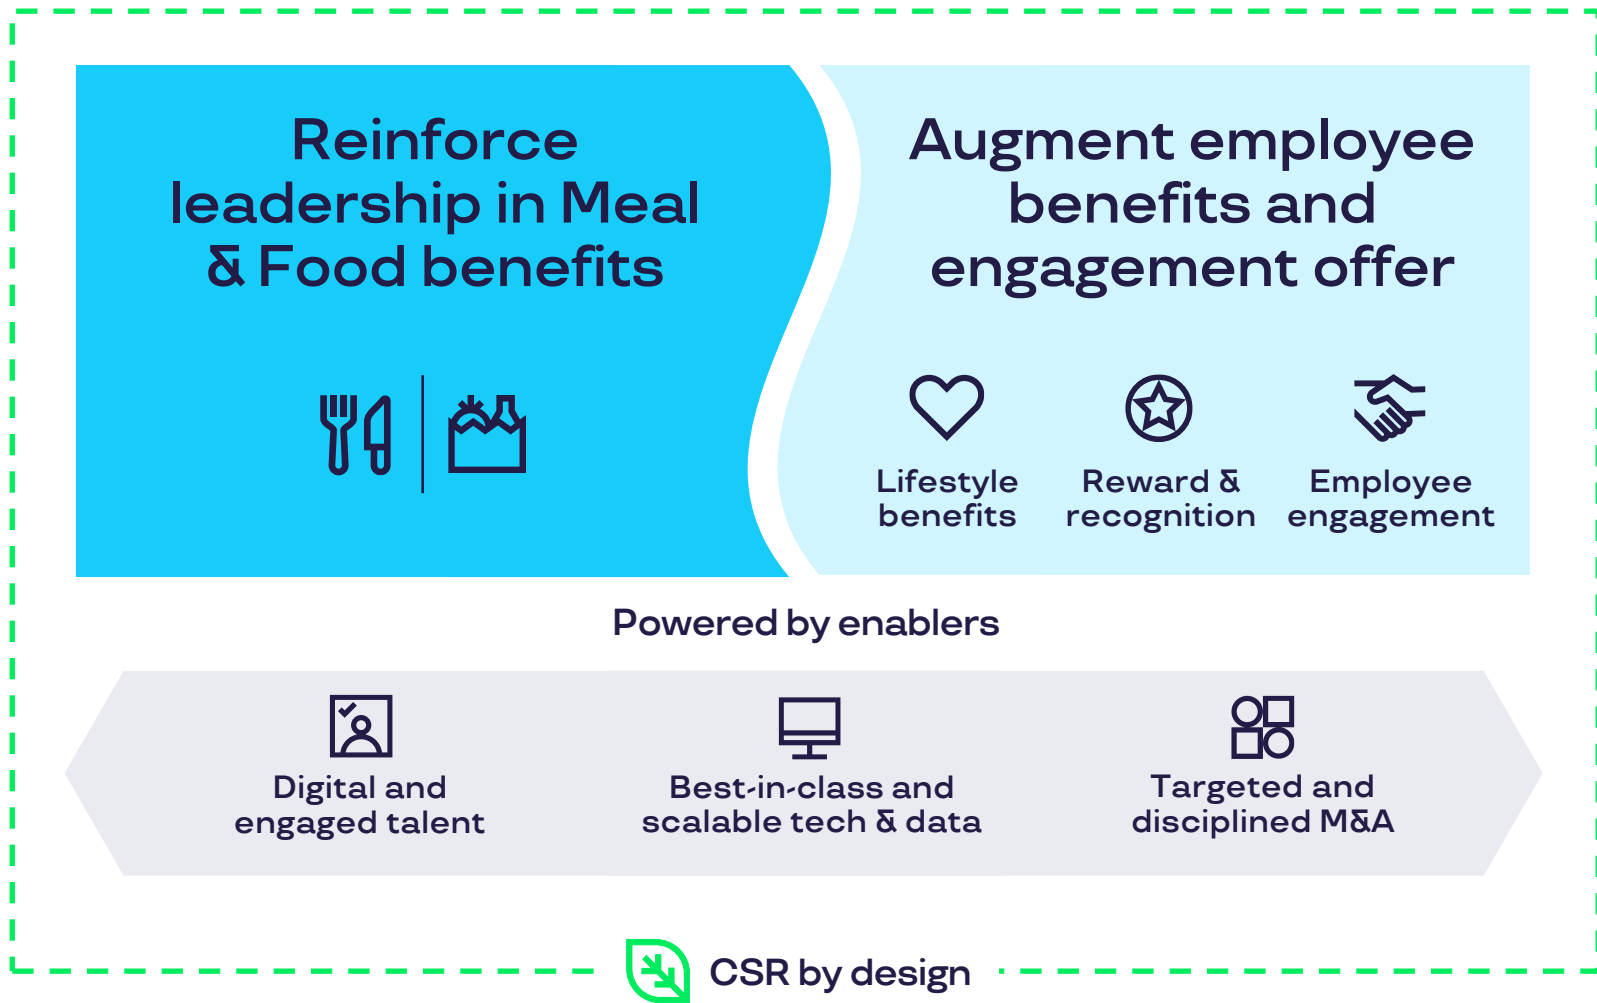 Reinforce
leadership in Meal
& Food benefits
Augment employee
benefits and
engagement offer
Lifestyle
benefits
Reward &
recognition
Employee
engagement
Powered by enablers
Digital and
engaged talent
Best-in-class and
scalable tech & data
Targeted and
disciplined M&A
CSR by design